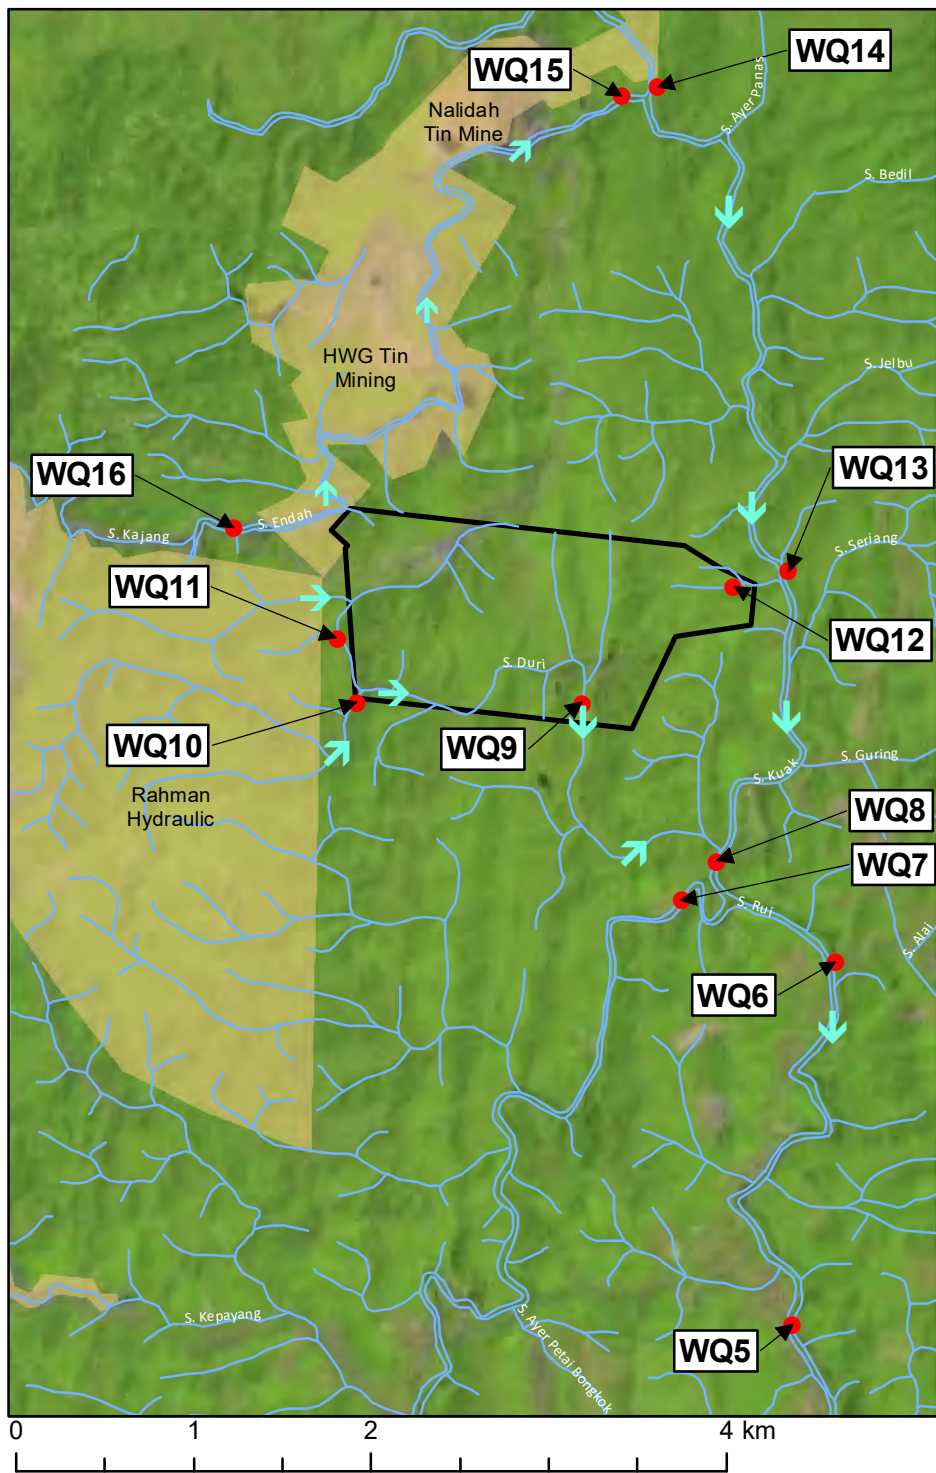 WQ14
WQ15
Nalidah
Tin Mine
S. Ayer Panas
S. Bedil
HWG Tin
Mining
S. Jelbu
WQ13
WQ16
S. Endah
S. Kajang
S. Seriang
WQ11
WQ12
S. Duri
WQ10
WQ9
S. Guring
S. Kuak
Rahman
Hydraulic
WQ8
WQ7
S. Rui
S. Alai
WQ6
S. Kepayang
S. Ayer Petai Bongkok
WQ5
0 1 2 4 km